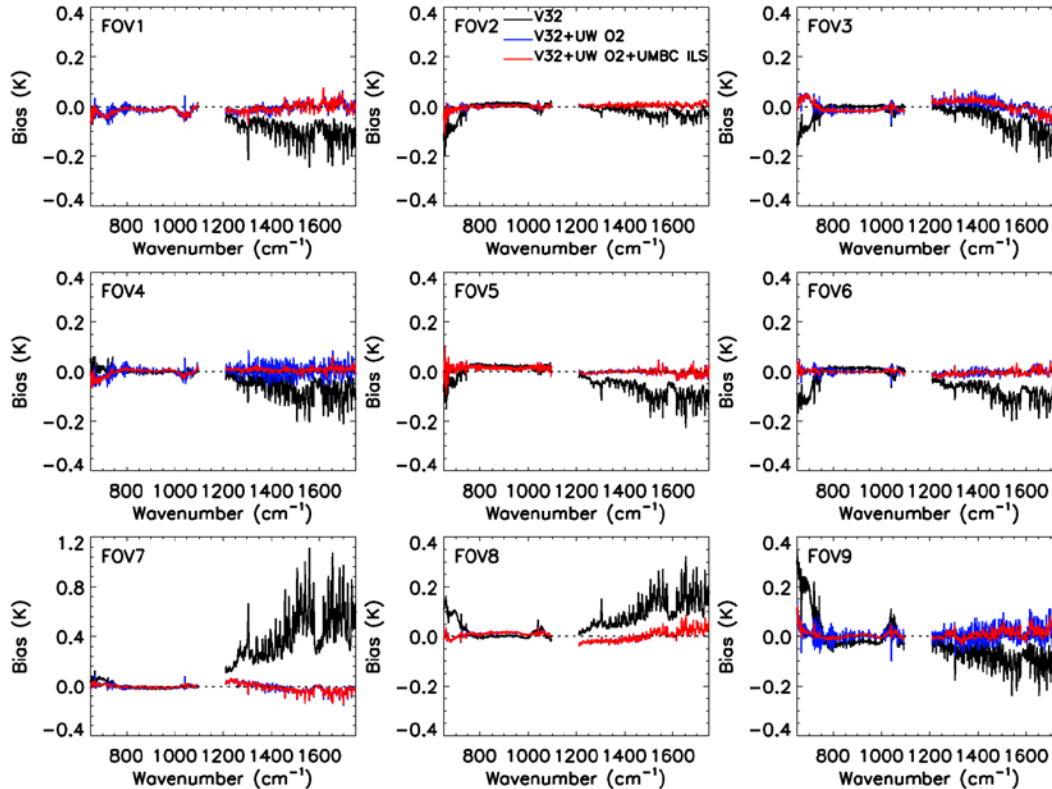 FOV1
0.4
0.2
0.0
−0.2
−0.4
Bias (K)
800 1000 1200 1400 1600
Wavenumber (cm⁻¹)
FOV2
V32
V32+UW O2
V32+UW O2+UMBC ILS
0.4
0.2
0.0
−0.2
−0.4
Bias (K)
800 1000 1200 1400 1600
Wavenumber (cm⁻¹)
FOV3
0.4
0.2
0.0
−0.2
−0.4
Bias (K)
800 1000 1200 1400 1600
Wavenumber (cm⁻¹)
FOV4
0.4
0.2
0.0
−0.2
−0.4
Bias (K)
800 1000 1200 1400 1600
Wavenumber (cm⁻¹)
FOV5
0.4
0.2
0.0
−0.2
−0.4
Bias (K)
800 1000 1200 1400 1600
Wavenumber (cm⁻¹)
FOV6
0.4
0.2
0.0
−0.2
−0.4
Bias (K)
800 1000 1200 1400 1600
Wavenumber (cm⁻¹)
FOV7
1.2
0.8
0.4
0.0
−0.4
Bias (K)
800 1000 1200 1400 1600
Wavenumber (cm⁻¹)
FOV8
0.4
0.2
0.0
−0.2
−0.4
Bias (K)
800 1000 1200 1400 1600
Wavenumber (cm⁻¹)
FOV9
0.4
0.2
0.0
−0.2
−0.4
Bias (K)
800 1000 1200 1400 1600
Wavenumber (cm⁻¹)